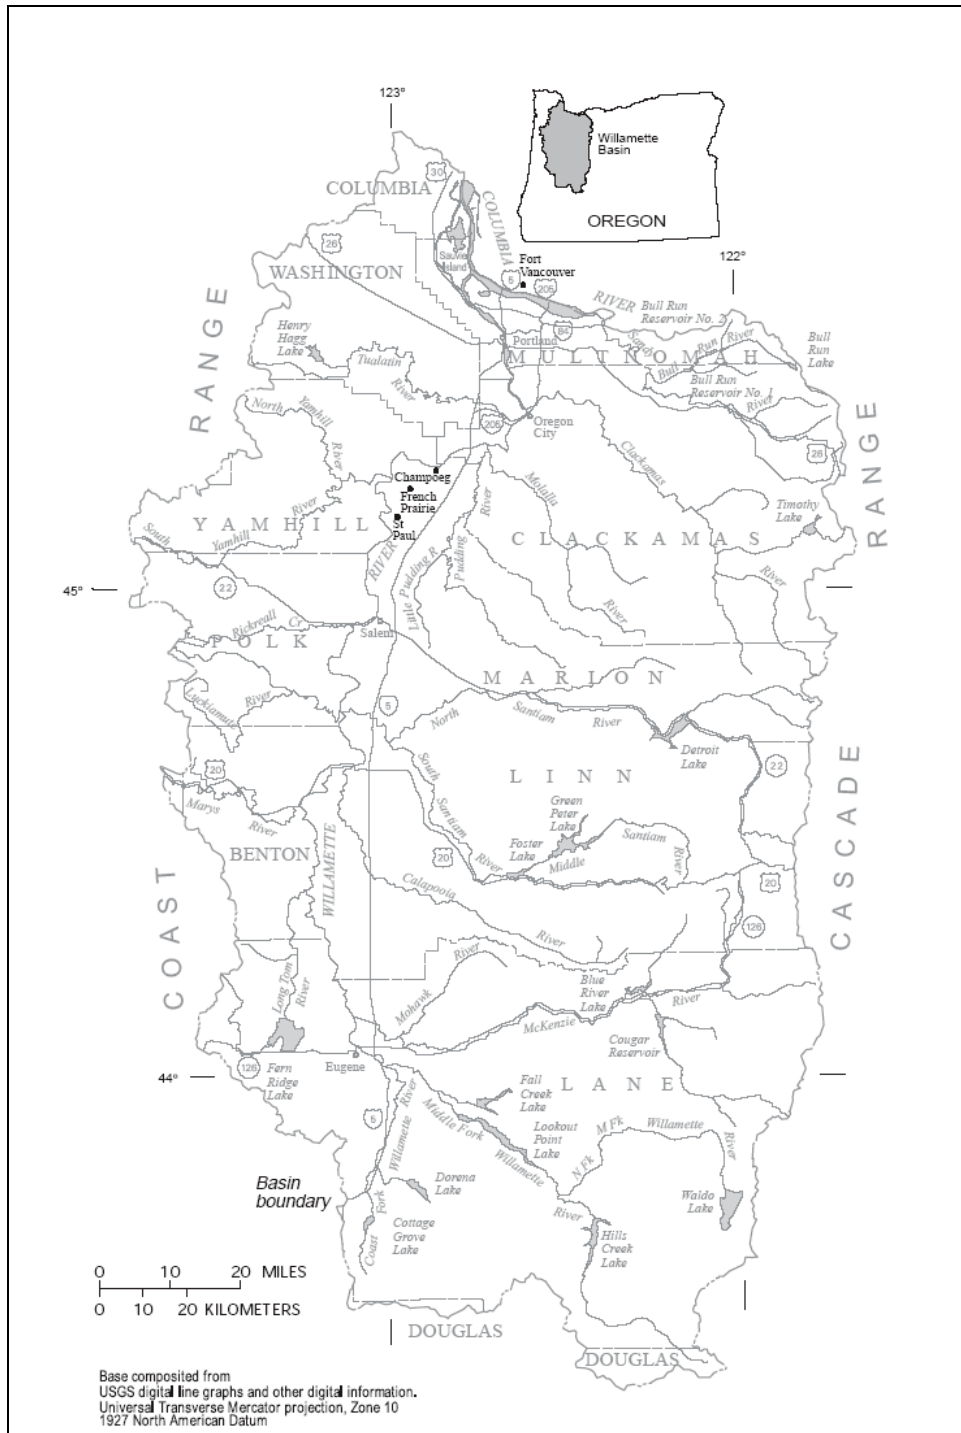 123°
Willamette
Basin
OREGON
30
COLUMBIA
COLUMBIA
26
WASHINGTON
Sauvie
Island
5
Fort
Vancouver
205
122°
RIVER
Bull Run
Reservoir No. 2
84
Portland
Sandy
Bull Run River
Bull
Run
Lake
MULTNOMAH
Henry
Hagg
Lake
Tualatin
River
Bull Run
Reservoir No. 1
River
RANGE
North Yamhill
River
205
Oregon
City
26
RANGE
Champoeg
French
Prairie
St
Paul
River
Molalla
Clackamas
Timothy
Lake
YAMHILL
River
South
Yamhill
RIVER
Little Pudding R
Pudding
CLACKAMAS
River
River
45°
22
Rickreall Cr
Salem
POLK
MARION
Luckiamute
River
5
North
Santiam
River
Detroit
Lake
22
20
South
Santiam
LINN
CASCADE
Marys
River
Green
Peter
Lake
Foster
Lake
Santiam
River
Middle
BENTON
WILLAMETTE
20
River
Calapooia
20
COAST
126
River
River
Long Tom
River
Mohawk
Blue
River
Lake
River
McKenzie
Cougar
Reservoir
Eugene
126
Fern
Ridge
Lake
44°
LANE
Fall
Creek
Lake
5
River
Willamette
Middle Fork
Lookout
Point
Lake
M Fk
Willamette
River
N Fk
Willamette
Basin
boundary
Dorena
Lake
Fork
Coast
Cottage
Grove
Lake
River
Waldo
Lake
Hills
Creek
Lake
0 10 20 MILES
0 10 20 KILOMETERS
DOUGLAS
DOUGLAS
Base composited from
USGS digital line graphs and other digital information.
Universal Transverse Mercator projection, Zone 10
1927 North American Datum